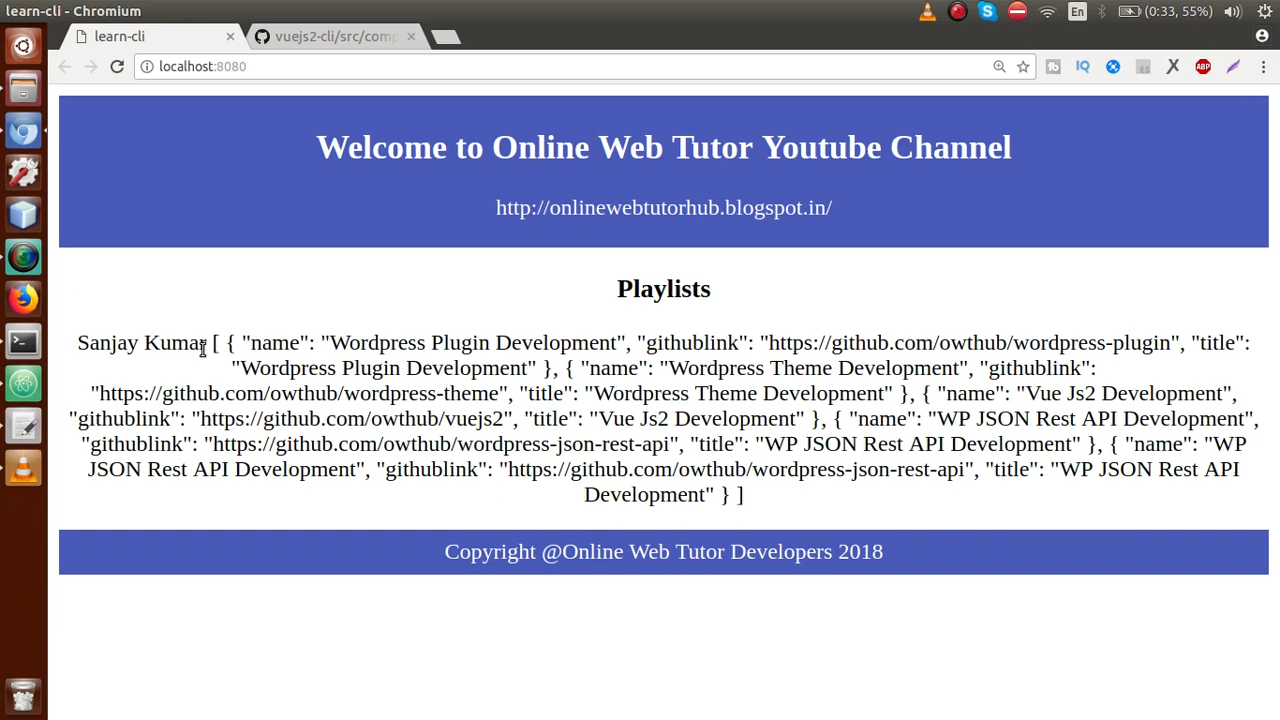 learn-cli - Chromium
En
(0:33, 55%)
learn-cli
vuejs2-cli/src/comp
localhost:8080
IQ
ABP
Welcome to Online Web Tutor Youtube Channel
http://onlinewebtutorhub.blogspot.in/
Playlists
Sanjay Kumar [ { "name": "Wordpress Plugin Development", "githublink": "https://github.com/owthub/wordpress-plugin", "title":
"Wordpress Plugin Development" }, { "name": "Wordpress Theme Development", "githublink":
"https://github.com/owthub/wordpress-theme", "title": "Wordpress Theme Development" }, { "name": "Vue Js2 Development",
"githublink": "https://github.com/owthub/vuejs2", "title": "Vue Js2 Development" }, { "name": "WP JSON Rest API Development",
"githublink": "https://github.com/owthub/wordpress-json-rest-api", "title": "WP JSON Rest API Development" }, { "name": "WP
JSON Rest API Development", "githublink": "https://github.com/owthub/wordpress-json-rest-api", "title": "WP JSON Rest API
Development" } ]
Copyright @Online Web Tutor Developers 2018